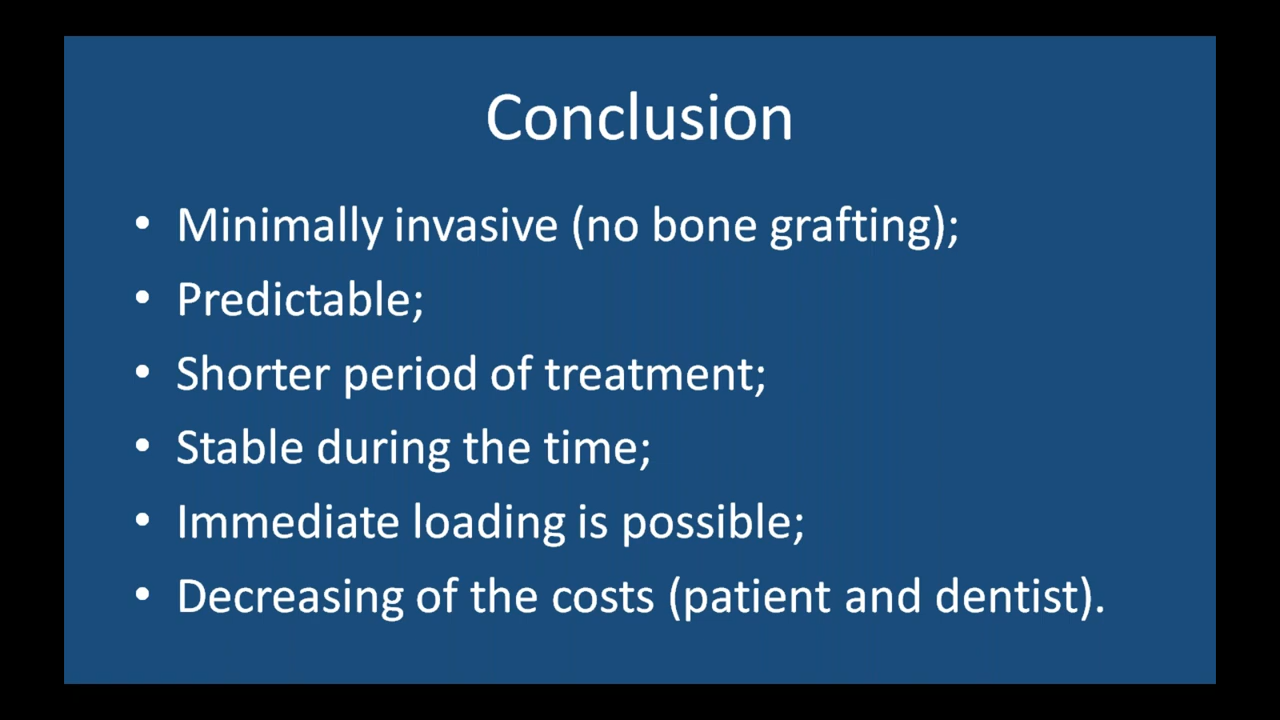 Conclusion
• Minimally invasive (no bone grafting);
• Predictable;
• Shorter period of treatment;
• Stable during the time;
• Immediate loading is possible;
• Decreasing of the costs (patient and dentist).